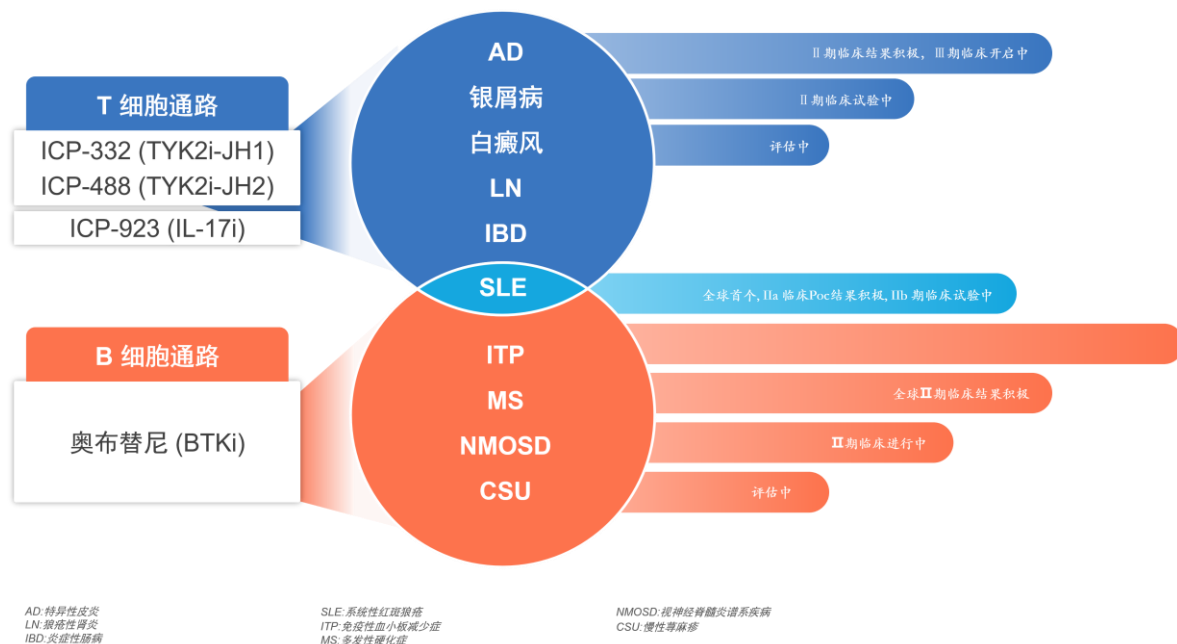 T 细胞通路
ICP-332 (TYK2i-JH1)
ICP-488 (TYK2i-JH2)
ICP-923 (IL-17i)
B 细胞通路
奥布替尼 (BTKi)
AD
银屑病
白癜风
LN
IBD
SLE
ITP
MS
NMOSD
CSU
II期临床结果积极，III期临床开启中
II期临床试验中
评估中
全球首个, IIa 临床Poc结果积极, IIb 期临床试验中
全球II期临床结果积极
II期临床进行中
评估中
AD:特异性皮炎
LN:狼疮性肾炎
IBD:炎症性肠病
SLE:系统性红斑狼疮
ITP:免疫性血小板减少症
MS:多发性硬化症
NMOSD:视神经脊髓炎谱系疾病
CSU:慢性荨麻疹